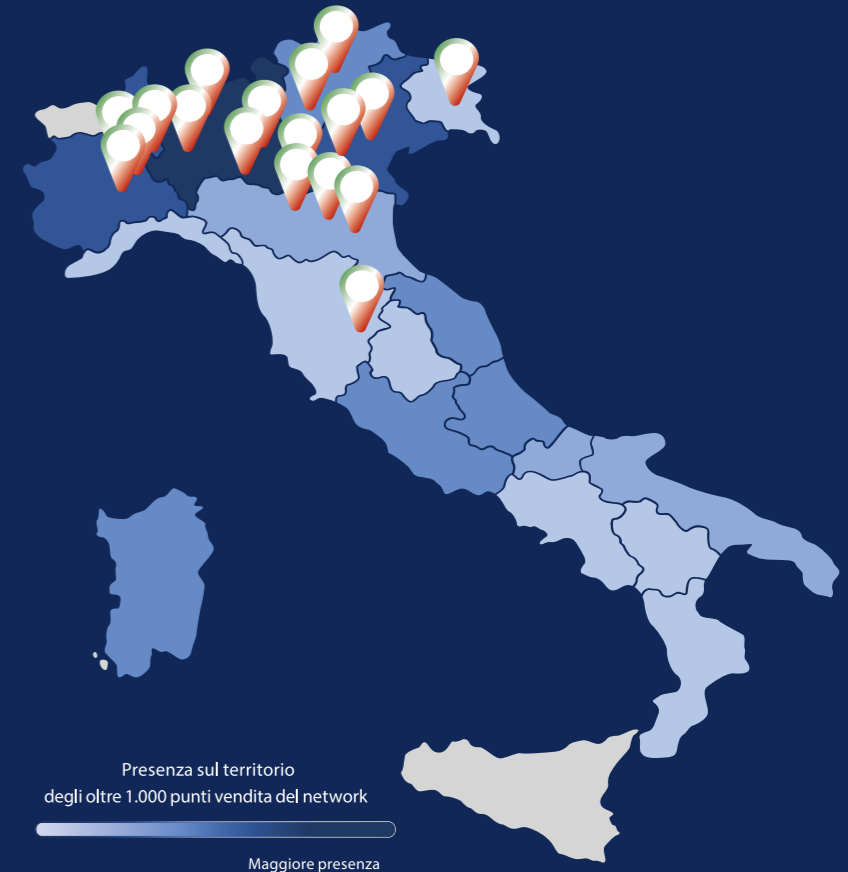 Presenza sul territorio
degli oltre 1.000 punti vendita del network
Maggiore presenza